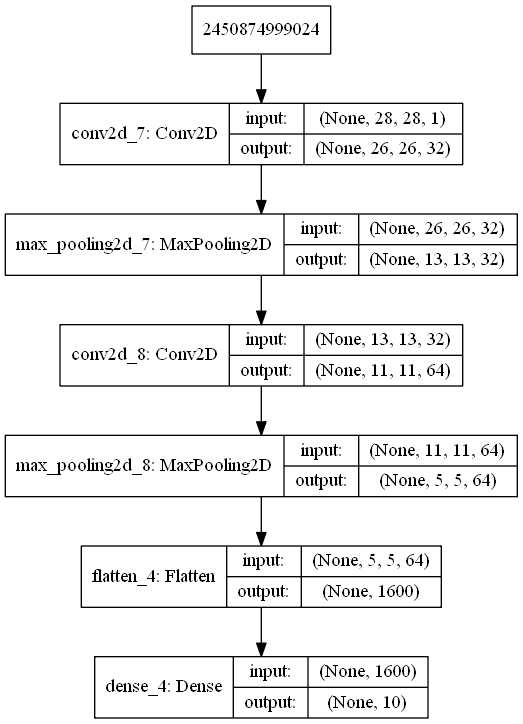 2450874999024
conv2d_7: Conv2D
input: (None, 28, 28, 1)
output: (None, 26, 26, 32)
max_pooling2d_7: MaxPooling2D
input: (None, 26, 26, 32)
output: (None, 13, 13, 32)
conv2d_8: Conv2D
input: (None, 13, 13, 32)
output: (None, 11, 11, 64)
max_pooling2d_8: MaxPooling2D
input: (None, 11, 11, 64)
output: (None, 5, 5, 64)
flatten_4: Flatten
input: (None, 5, 5, 64)
output: (None, 1600)
dense_4: Dense
input: (None, 1600)
output: (None, 10)